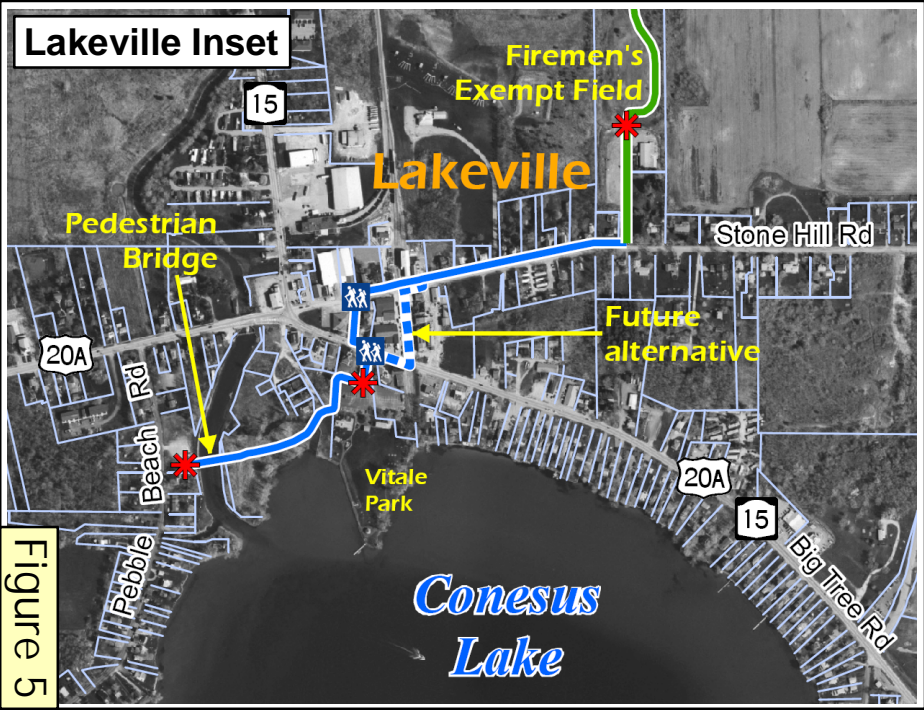 Lakeville Inset
Firemen's
Exempt Field
15
Lakeville
Pedestrian
Bridge
Stone Hill Rd
Future
alternative
20A
Pebble Beach Rd
Vitale
Park
20A
15
Big Tree Rd
Conesus
Lake
Figure 5